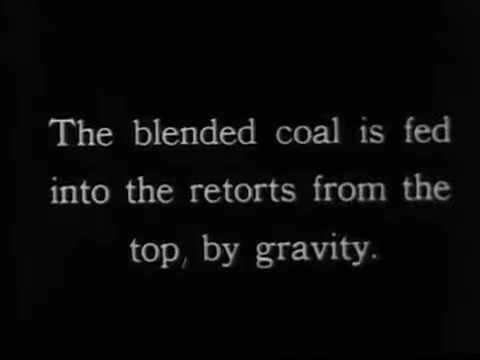 The blended coal is fed
into the retorts from the
top, by gravity.